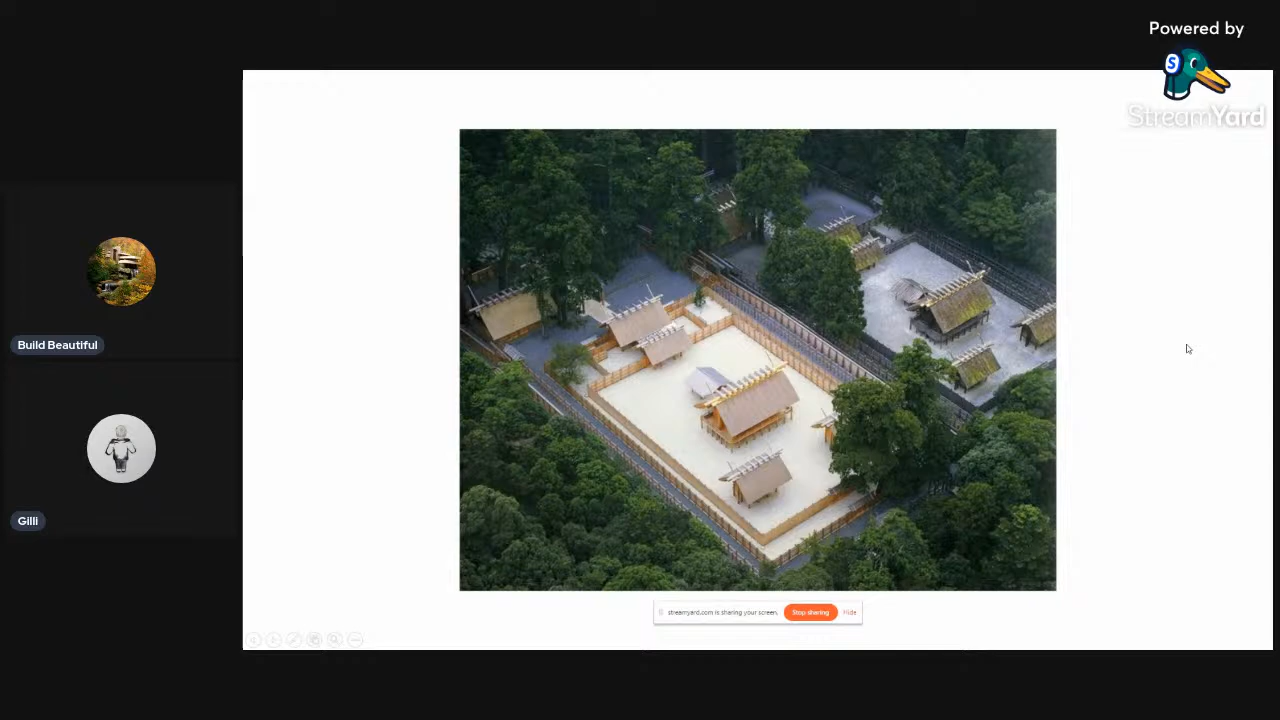 Powered by
S
StreamYard
Build Beautiful
Gilli
streamyard.com is sharing your screen.
Stop sharing
Hide